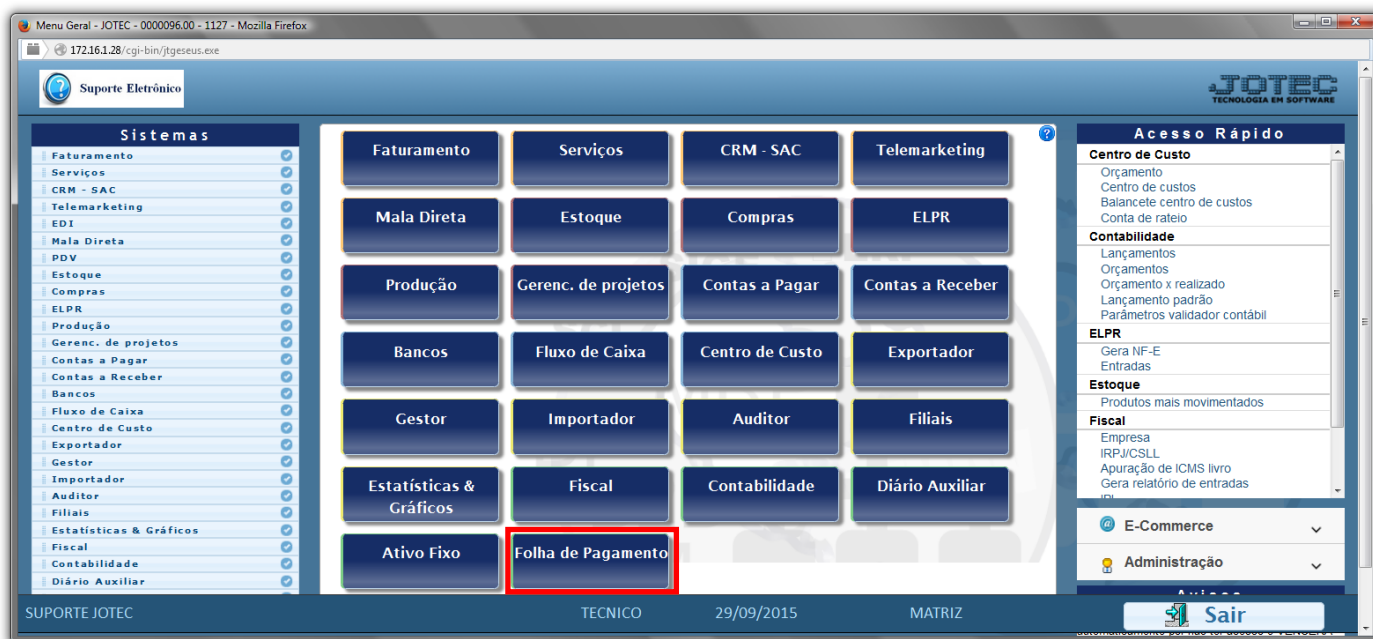 Menu Geral - JOTEC - 0000096.00 - 1127 - Mozilla Firefox
172.16.1.28/cgi-bin/jtgeseus.exe
Suporte Eletrônico
JOTEC
TECNOLOGIA EM SOFTWARE
Sistemas
Faturamento
Serviços
CRM - SAC
Telemarketing
EDI
Mala Direta
PDV
Estoque
Compras
ELPR
Produção
Gerenc. de projetos
Contas a Pagar
Contas a Receber
Bancos
Fluxo de Caixa
Centro de Custo
Exportador
Gestor
Importador
Auditor
Filiais
Estatísticas & Gráficos
Fiscal
Contabilidade
Diário Auxiliar
Faturamento
Serviços
CRM - SAC
Telemarketing
Mala Direta
Estoque
Compras
ELPR
Produção
Gerenc. de projetos
Contas a Pagar
Contas a Receber
Bancos
Fluxo de Caixa
Centro de Custo
Exportador
Gestor
Importador
Auditor
Filiais
Estatísticas &
Gráficos
Fiscal
Contabilidade
Diário Auxiliar
Ativo Fixo
Folha de Pagamento
Acesso Rápido
Centro de Custo
Orçamento
Centro de custos
Balancete centro de custos
Conta de rateio
Contabilidade
Lançamentos
Orçamentos
Orçamento x realizado
Lançamento padrão
Parâmetros validador contábil
ELPR
Gera NF-E
Entradas
Estoque
Produtos mais movimentados
Fiscal
Empresa
IRPJ/CSLL
Apuração de ICMS livro
Gera relatório de entradas
E-Commerce
Administração
SUPORTE JOTEC
TECNICO
29/09/2015
MATRIZ
Sair